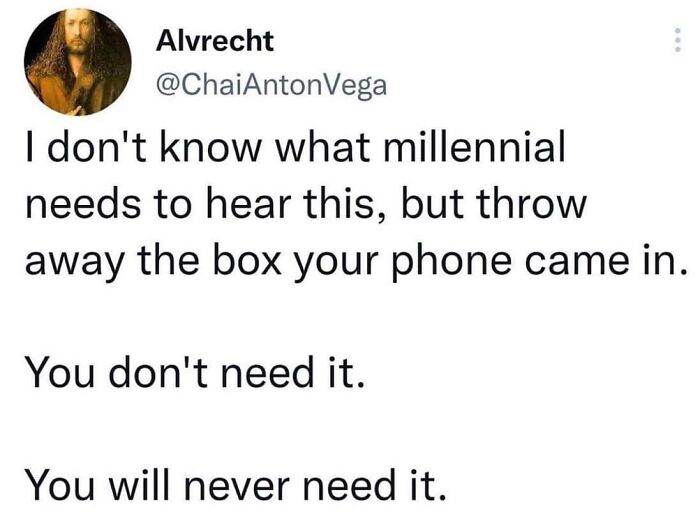 Alvrecht
@ChaiAntonVega
I don't know what millennial
needs to hear this, but throw
away the box your phone came in.
You don't need it.
You will never need it.